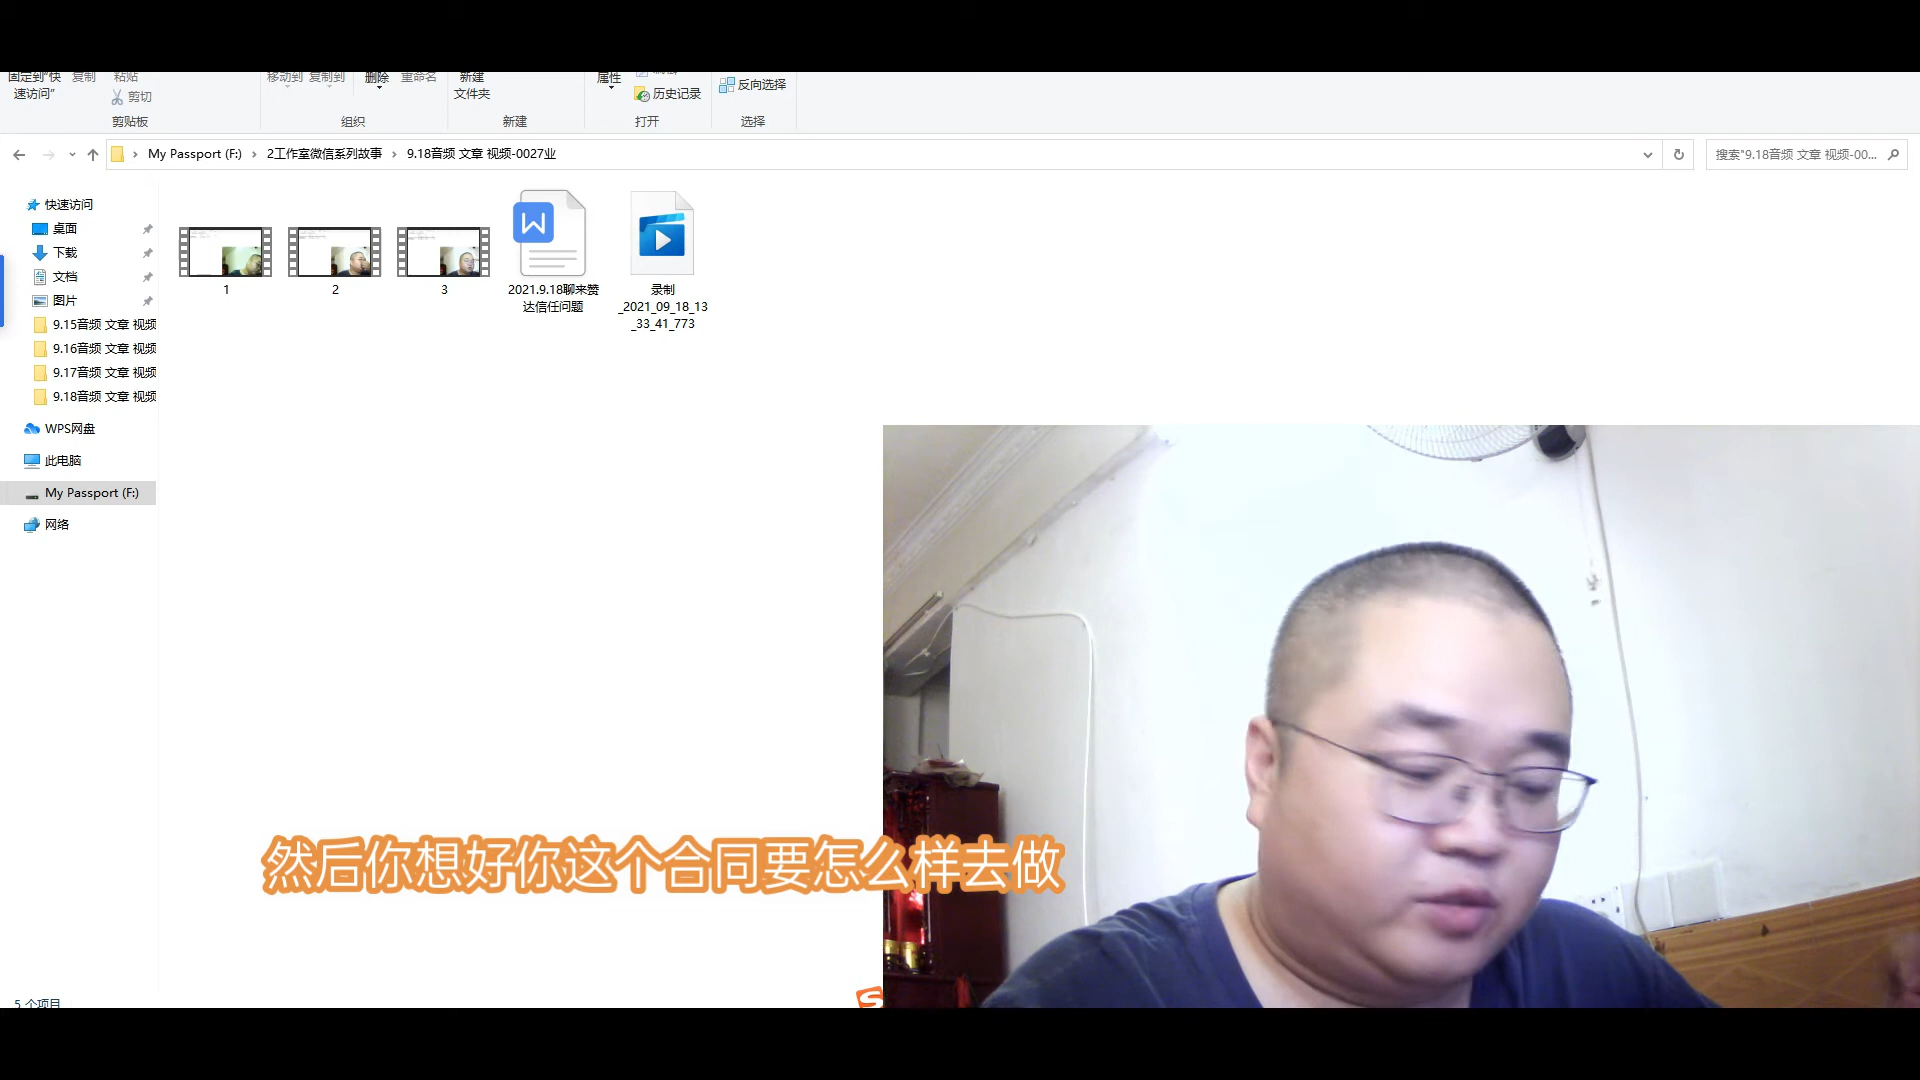 固定到“快
速访问”
复制
粘贴
剪切
剪贴板
移动到
复制到
删除
重命名
组织
新建
文件夹
新建
属性
历史记录
打开
反向选择
选择
My Passport (F:) › 2工作室微信系列故事 › 9.18音频 文章 视频-0027业
搜索"9.18音频 文章 视频-00...
快速访问
桌面
下载
文档
图片
9.15音频 文章 视频
9.16音频 文章 视频
9.17音频 文章 视频
9.18音频 文章 视频
WPS网盘
此电脑
My Passport (F:)
网络
1
2
3
W
2021.9.18聊来赞
达信任问题
录制
_2021_09_18_13
_33_41_773
然后你想好你这个合同要怎么样去做
5 个项目
S